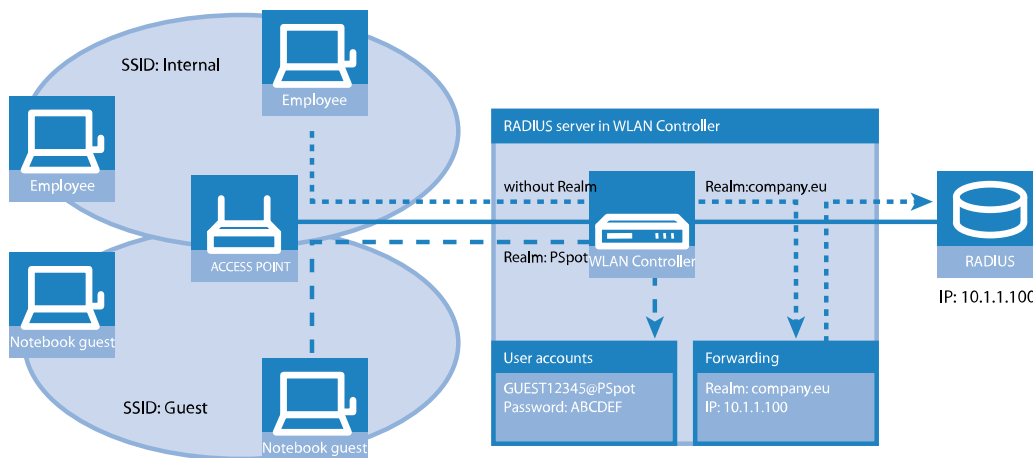 SSID: Internal
Employee
Employee
ACCESS POINT
Notebook guest
SSID: Guest
Notebook guest
RADIUS server in WLAN Controller
without Realm
Realm:company.eu
Realm: PSpot
WLAN Controller
RADIUS
IP: 10.1.1.100
User accounts
GUEST12345@PSpot
Password: ABCDEF
Forwarding
Realm: company.eu
IP: 10.1.1.100